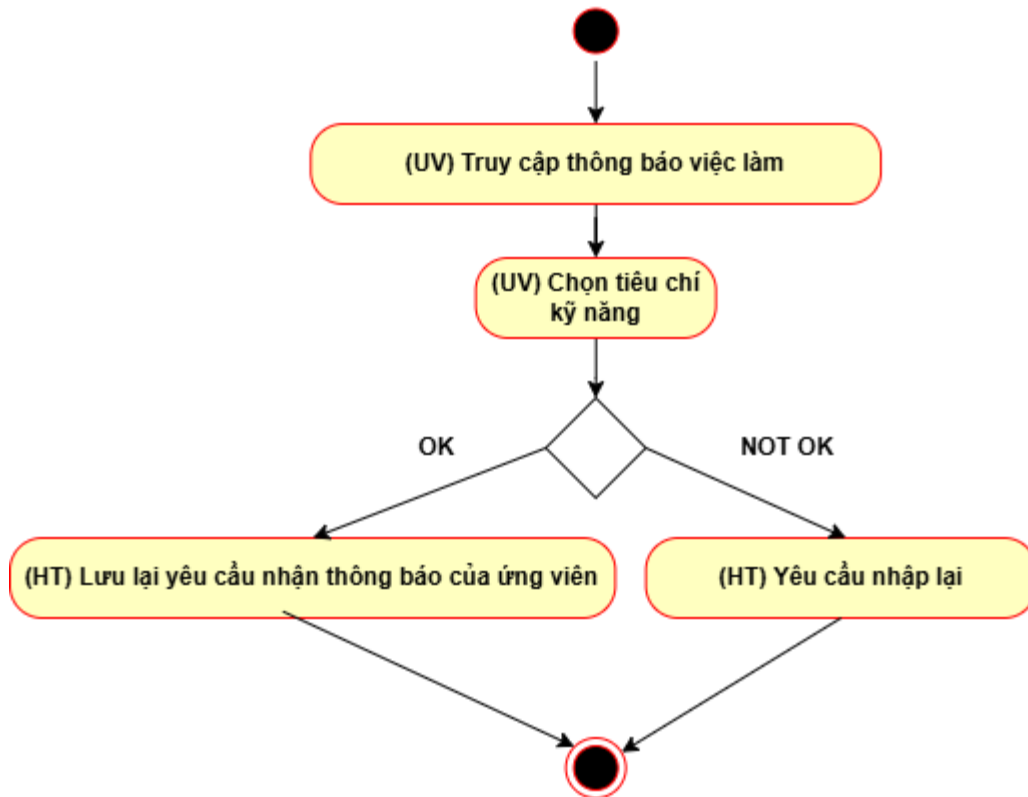 (UV) Truy cập thông báo việc làm
(UV) Chọn tiêu chí
kỹ năng
OK
NOT OK
(HT) Lưu lại yêu cầu nhận thông báo của ứng viên
(HT) Yêu cầu nhập lại